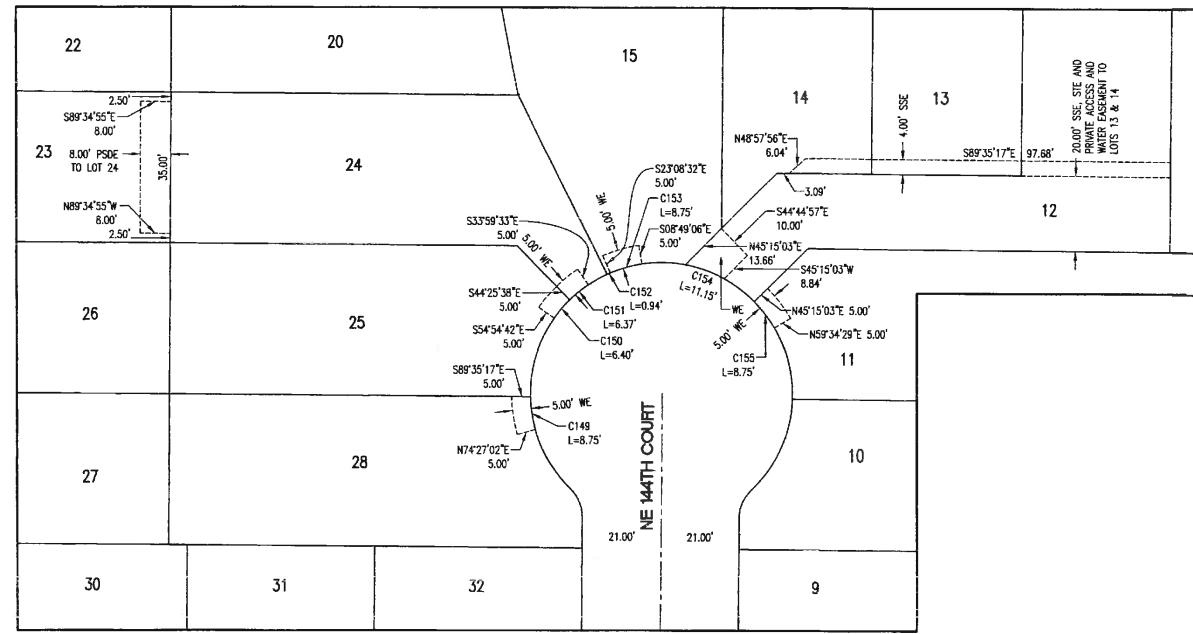 22
20
15
14
13
4.00' SSE
20.00' SSE, STE AND
PRIVATE ACCESS AND
WATER EASEMENT TO
LOTS 13 & 14
2.50'
S89°34'55"E
8.00'
23
8.00' PSDE
TO LOT 24
35.00'
N89°34'55"W
8.00'
2.50'
24
N48°57'56"E
6.04'
S89°35'17"E 97.68'
3.09'
12
S23°08'32"E
5.00'
C153
L=8.75'
5.00' WE
S08°49'06"E
5.00'
S44°44'57"E
10.00'
N45°15'03"E
13.66'
S45°15'03"W
8.84'
S33°59'33"E
5.00'
5.00' WE
S44°25'38"E
5.00'
S54°54'42"E
5.00'
C152
L=0.94'
C151
L=6.37'
C150
L=6.40'
C154
L=11.15'
WE
N45°15'03"E 5.00'
N59°34'29"E 5.00'
5.00' WE
C155
L=8.75'
26
25
11
S89°35'17"E
5.00'
5.00' WE
C149
L=8.75'
N74°27'02"E
5.00'
27
28
NE 144TH COURT
10
21.00'
21.00'
30
31
32
9